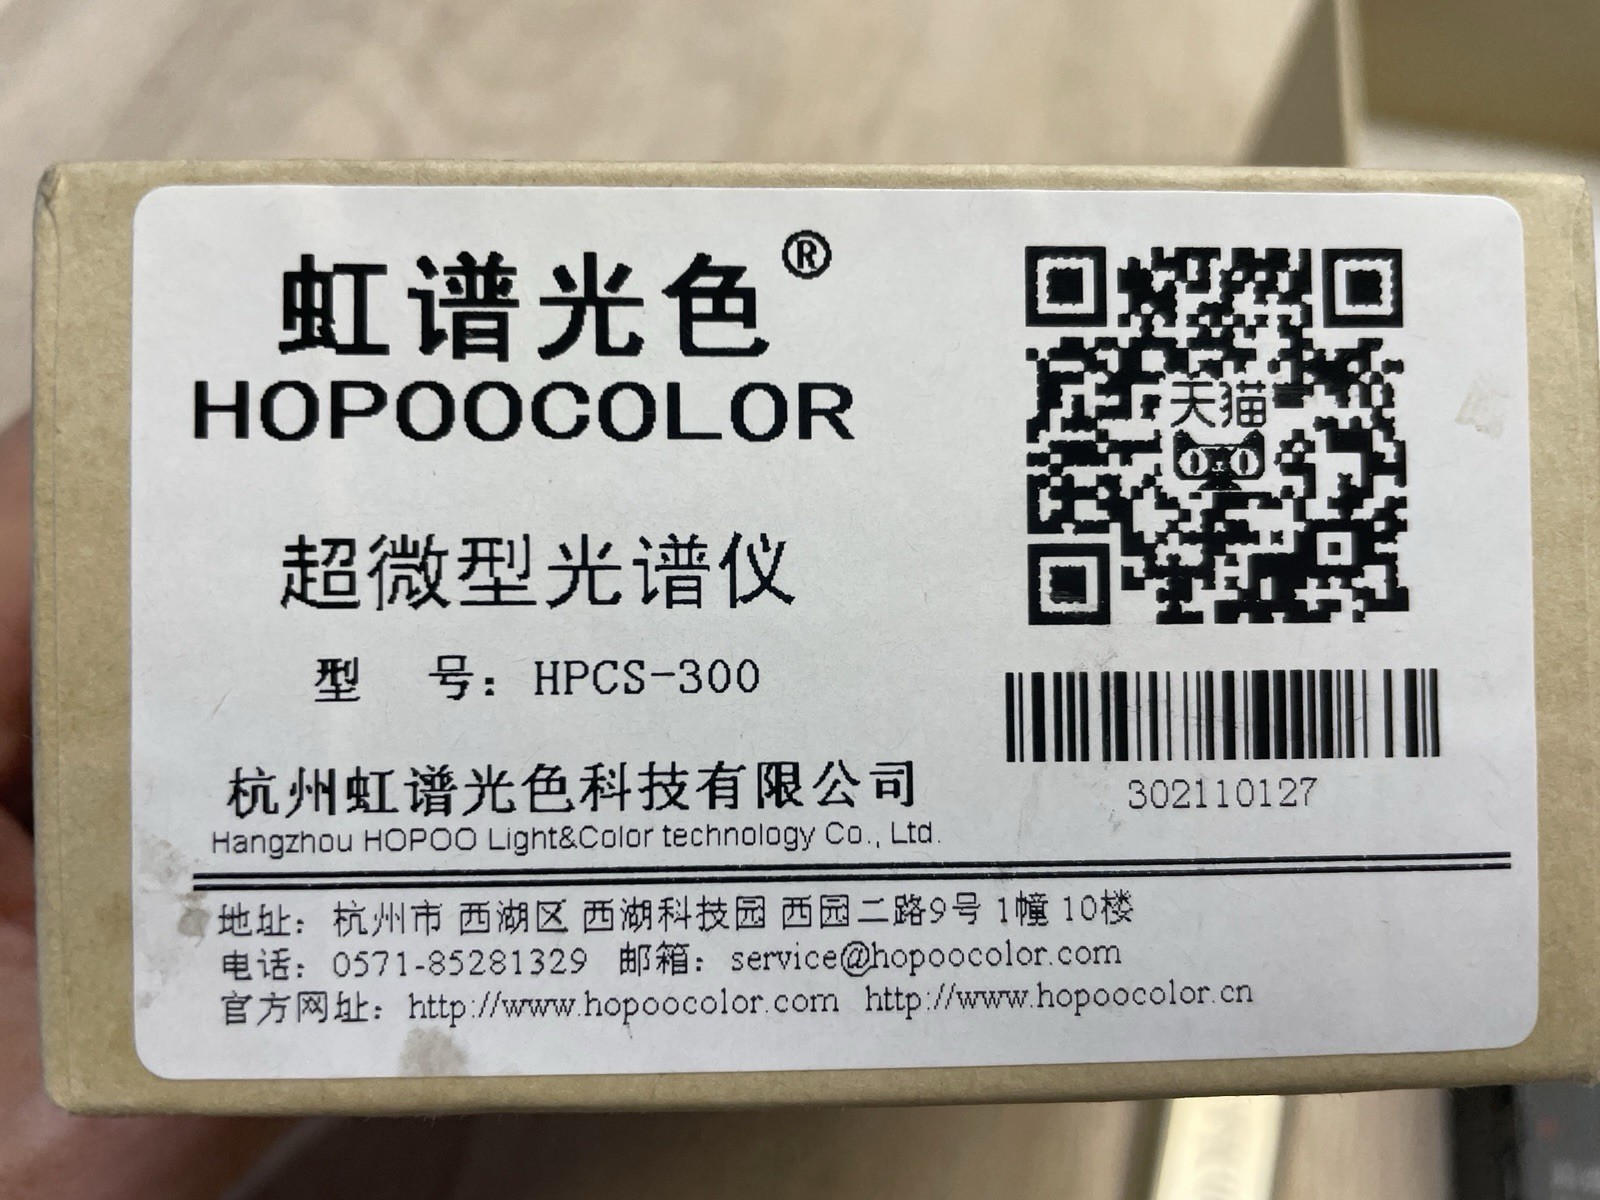 虹谱光色®
HOPOOCOLOR
超微型光谱仪
型 号：HPCS-300
杭州虹谱光色科技有限公司
Hangzhou HOPOO Light&Color technology Co., Ltd.
天猫
302110127
地址：杭州市 西湖区 西湖科技园 西园二路9号 1幢 10楼
电话：0571-85281329 邮箱：service@hopoocolor.com
官方网址：http://www.hopoocolor.com http://www.hopoocolor.cn